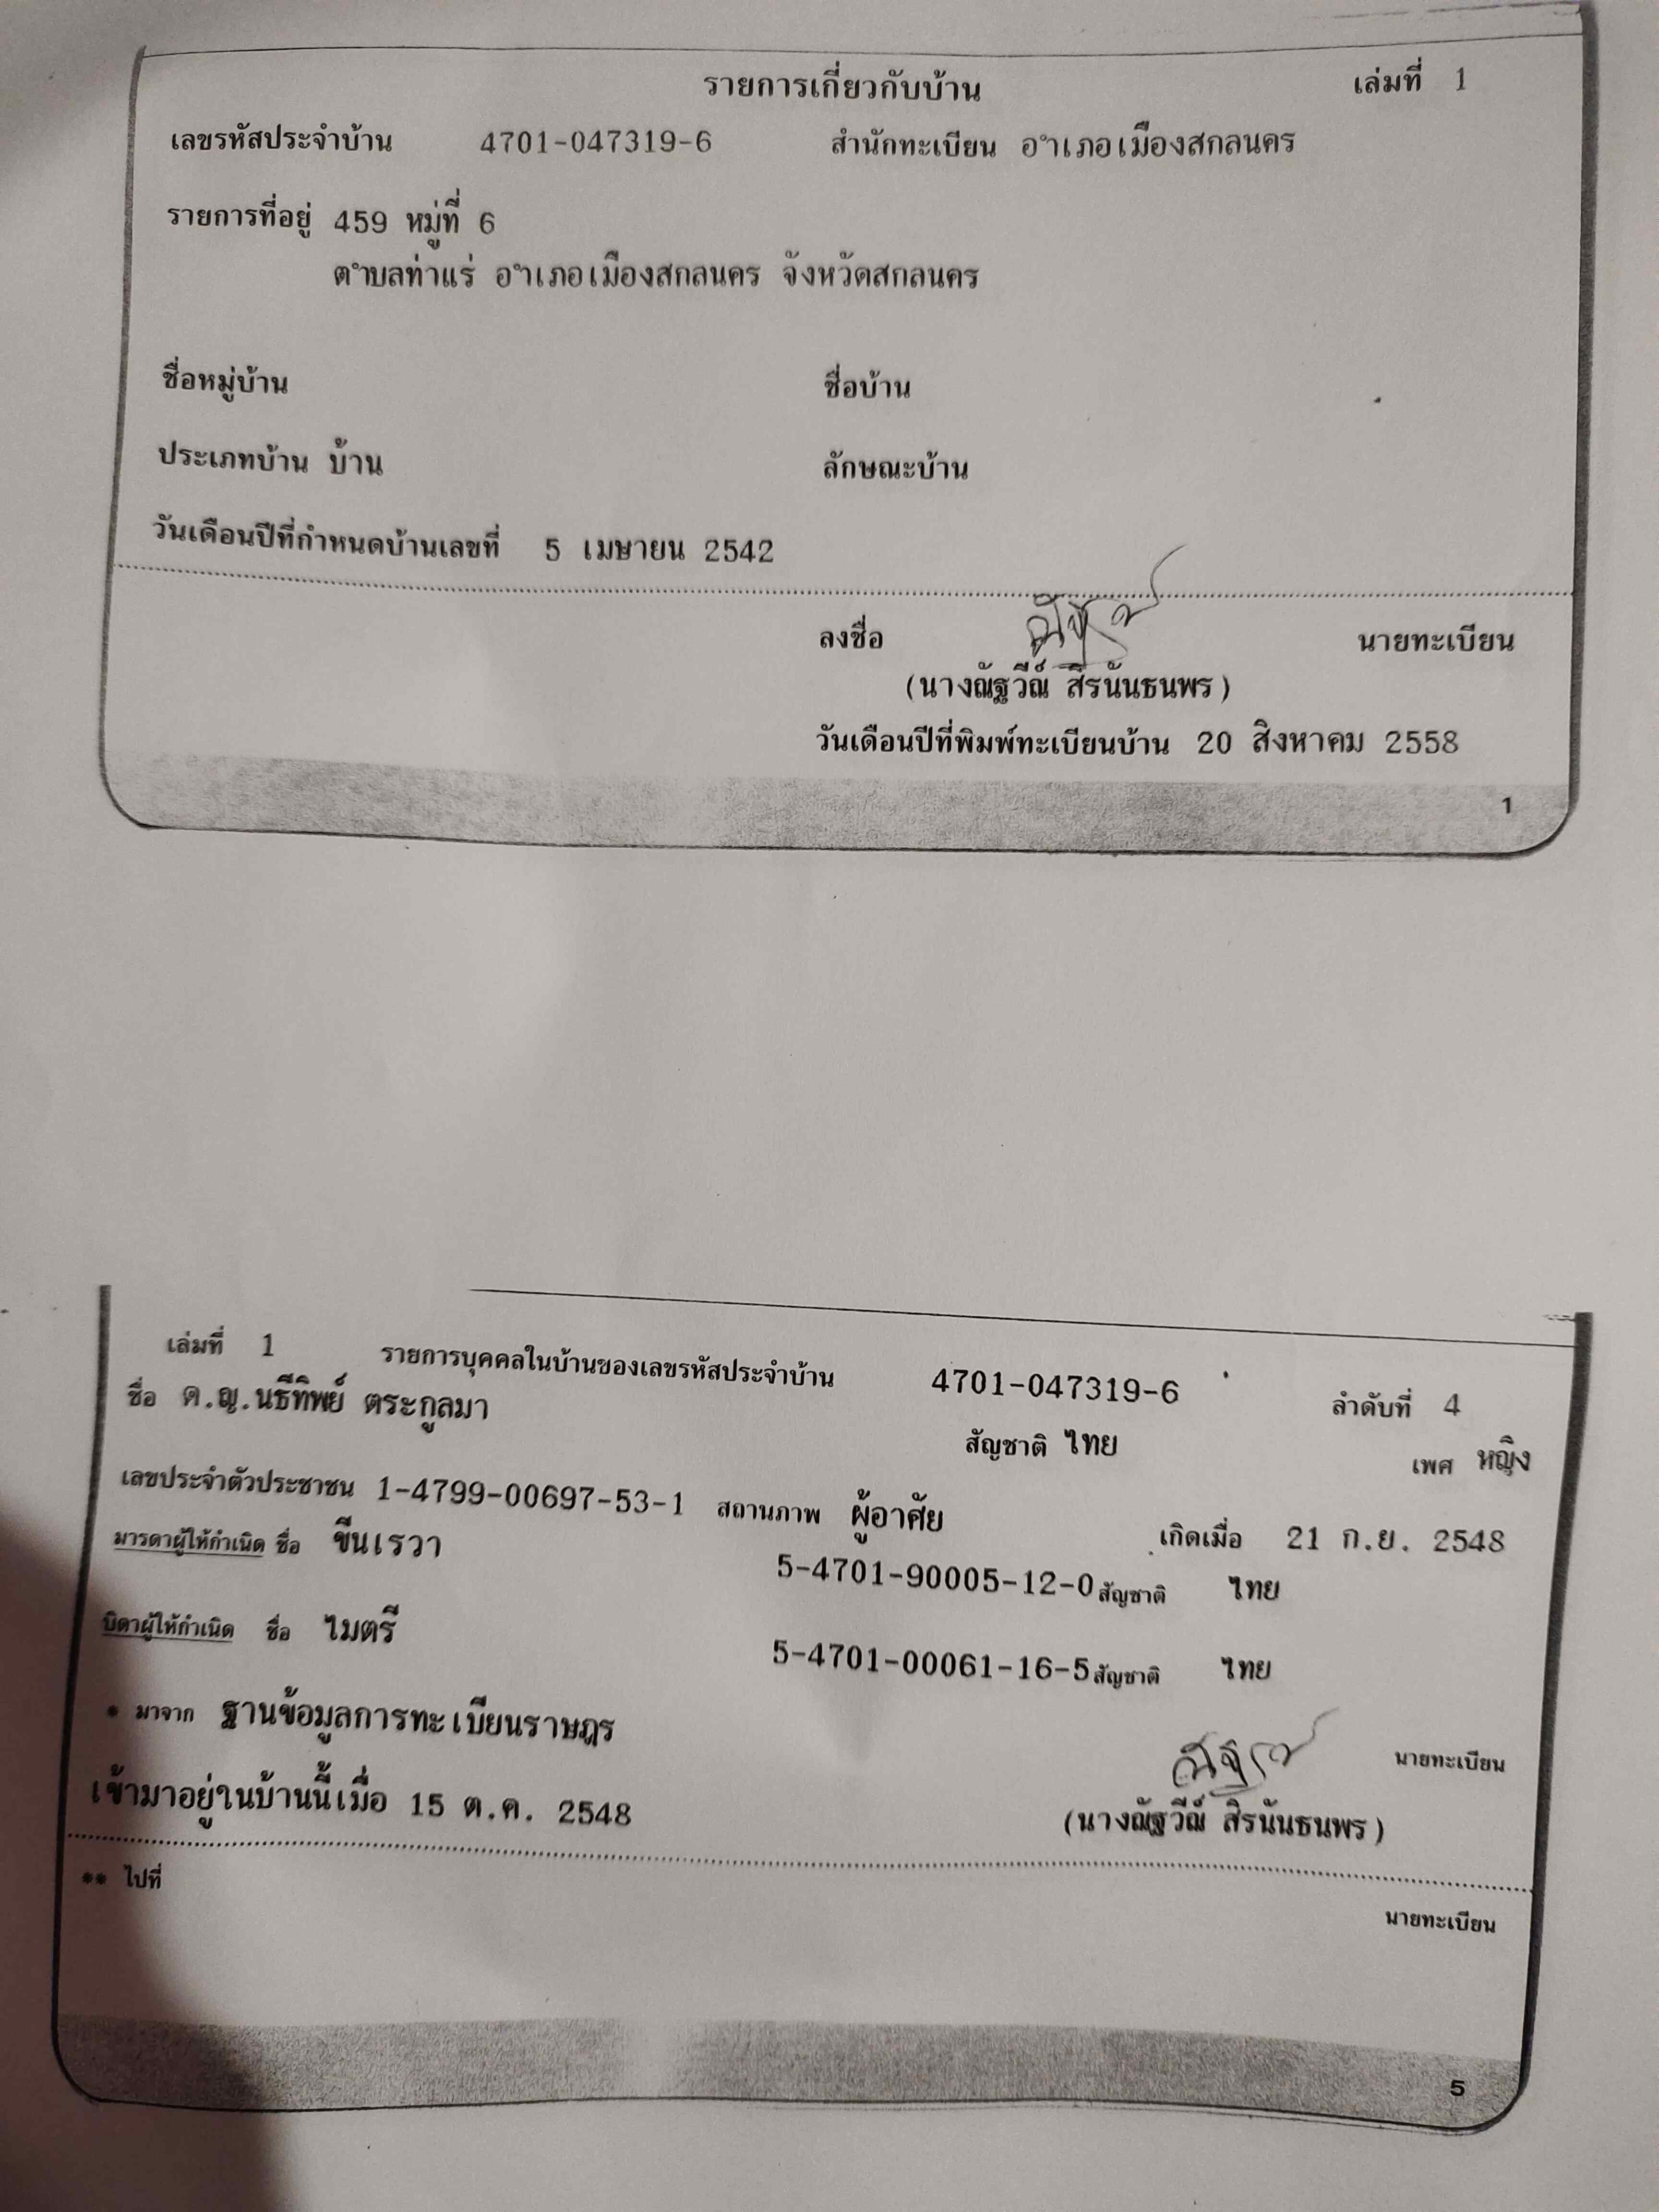 รายการเกี่ยวกับบ้าน เล่มที่ 1
เลขรหัสประจำบ้าน 4701-047319-6 สำนักทะเบียน อำเภอเมืองสกลนคร
รายการที่อยู่ 459 หมู่ที่ 6
ตำบลท่าแร่ อำเภอเมืองสกลนคร จังหวัดสกลนคร
ชื่อหมู่บ้าน ชื่อบ้าน
ประเภทบ้าน บ้าน ลักษณะบ้าน
วันเดือนปีที่กำหนดบ้านเลขที่ 5 เมษายน 2542
ลงชื่อ นายทะเบียน
(นางณัฐวีณ์ สิรนันธนพร)
วันเดือนปีที่พิมพ์ทะเบียนบ้าน 20 สิงหาคม 2558
1
เล่มที่ 1 รายการบุคคลในบ้านของเลขรหัสประจำบ้าน 4701-047319-6 ลำดับที่ 4
ชื่อ ด.ญ.นธีทิพย์ ตระกูลมา สัญชาติ ไทย เพศ หญิง
เลขประจำตัวประชาชน 1-4799-00697-53-1 สถานภาพ ผู้อาศัย เกิดเมื่อ 21 ก.ย. 2548
มารดาผู้ให้กำเนิด ชื่อ ขีนเรวา 5-4701-90005-12-0 สัญชาติ ไทย
บิดาผู้ให้กำเนิด ชื่อ ไมตรี 5-4701-00061-16-5 สัญชาติ ไทย
* มาจาก ฐานข้อมูลการทะเบียนราษฎร
นายทะเบียน
เข้ามาอยู่ในบ้านนี้เมื่อ 15 ต.ค. 2548 (นางณัฐวีณ์ สิรนันธนพร)
** ไปที่
นายทะเบียน
5